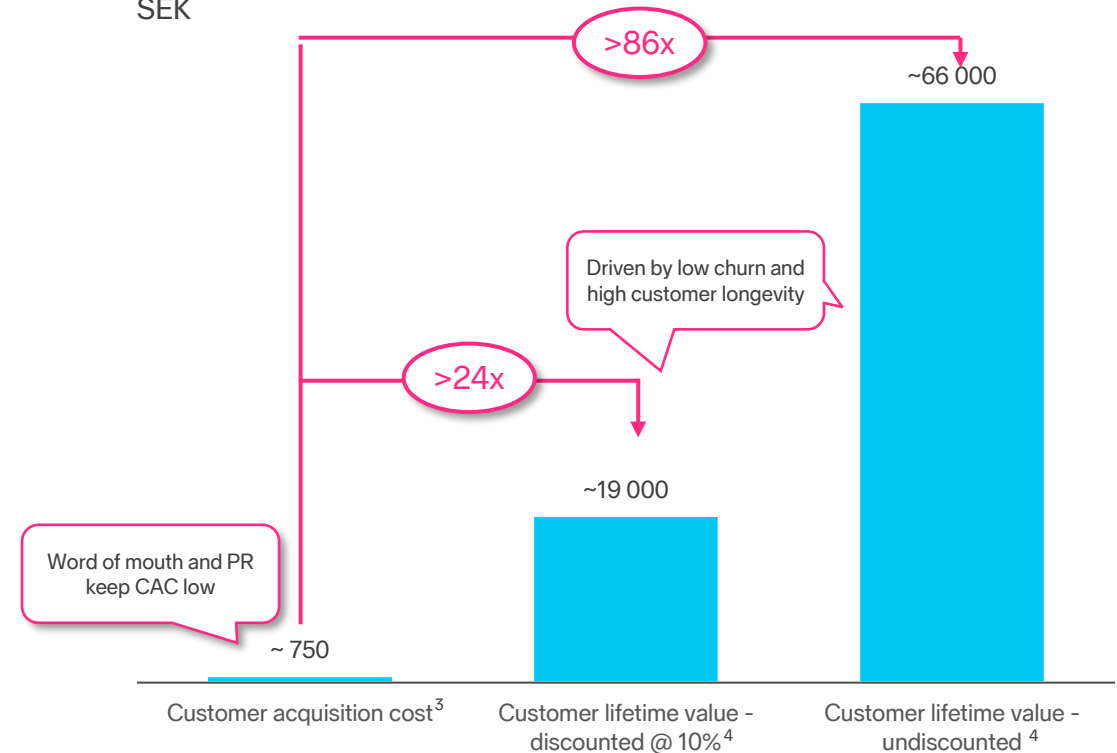 SEK
>86x
~66 000
Driven by low churn and
high customer longevity
>24x
~19 000
Word of mouth and PR
keep CAC low
~ 750
Customer acquisition cost³
Customer lifetime value -
discounted @ 10%⁴
Customer lifetime value -
undiscounted ⁴